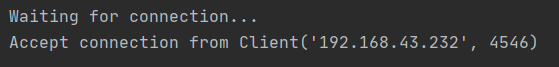 Waiting for connection...
Accept connection from Client('192.168.43.232', 4546)